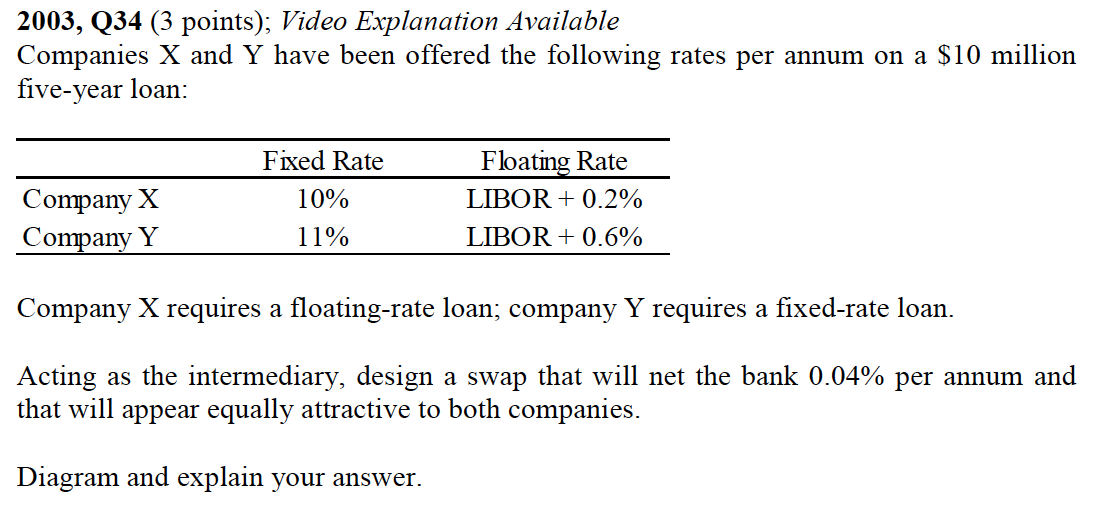 2003, Q34 (3 points); Video Explanation Available
Companies X and Y have been offered the following rates per annum on a $10 million
five-year loan:
Fixed Rate Floating Rate
Company X 10% LIBOR + 0.2%
Company Y 11% LIBOR + 0.6%
Company X requires a floating-rate loan; company Y requires a fixed-rate loan.
Acting as the intermediary, design a swap that will net the bank 0.04% per annum and
that will appear equally attractive to both companies.
Diagram and explain your answer.